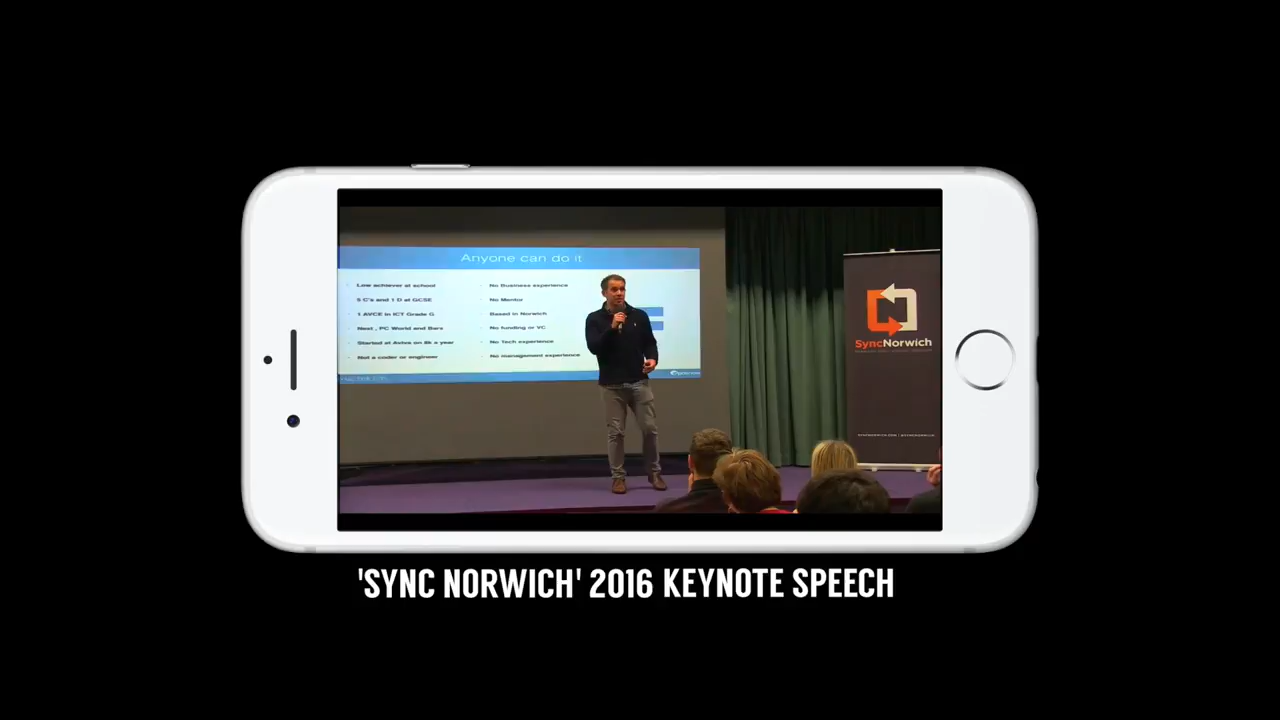 Anyone can do it
Low achiever at school
5 C's and 1 D at GCSE
1 AVCE in ICT Grade G
Next, PC World and Bars
Started at Aviva on 8k a year
Not a coder or engineer
No Business experience
No Mentor
Based in Norwich
No funding or VC
No Tech experience
No management experience
SyncNorwich
'SYNC NORWICH' 2016 KEYNOTE SPEECH